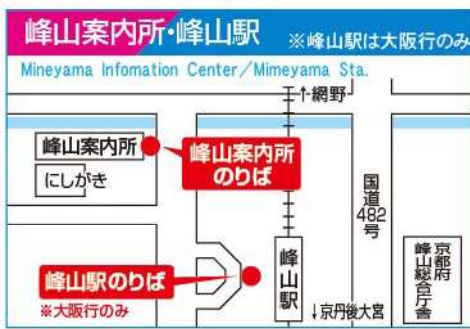 峰山案内所・峰山駅 ※峰山駅は大阪行のみ
Mineyama Infomation Center/Mimeyama Sta.
↑網野
峰山案内所
にしがき
峰山案内所
のりば
国道482号
峰山駅
京都府
峰山総合庁舎
峰山駅のりば
※大阪行のみ
↓京丹後大宮